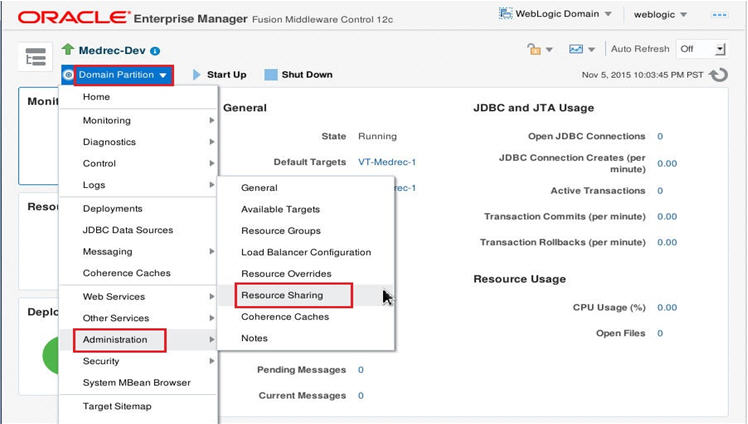 ORACLE Enterprise Manager Fusion Middleware Control 12c
WebLogic Domain
weblogic
Medrec-Dev
Auto Refresh
Off
Domain Partition
Start Up
Shut Down
Nov 5, 2015 10:03:45 PM PST
Home
Monitoring
Diagnostics
Control
Logs
Deployments
JDBC Data Sources
Messaging
Coherence Caches
Web Services
Other Services
Administration
Security
System MBean Browser
Target Sitemap
General
Available Targets
Resource Groups
Load Balancer Configuration
Resource Overrides
Resource Sharing
Coherence Caches
Notes
Monit
Resou
Deplo
General
State Running
Default Targets VT-Medrec-1
rec-1
Pending Messages 0
Current Messages 0
JDBC and JTA Usage
Open JDBC Connections 0
JDBC Connection Creates (per
minute) 0.00
Active Transactions 0
Transaction Commits (per minute) 0.00
Transaction Rollbacks (per minute) 0.00
Resource Usage
CPU Usage (%) 0.00
Open Files 0